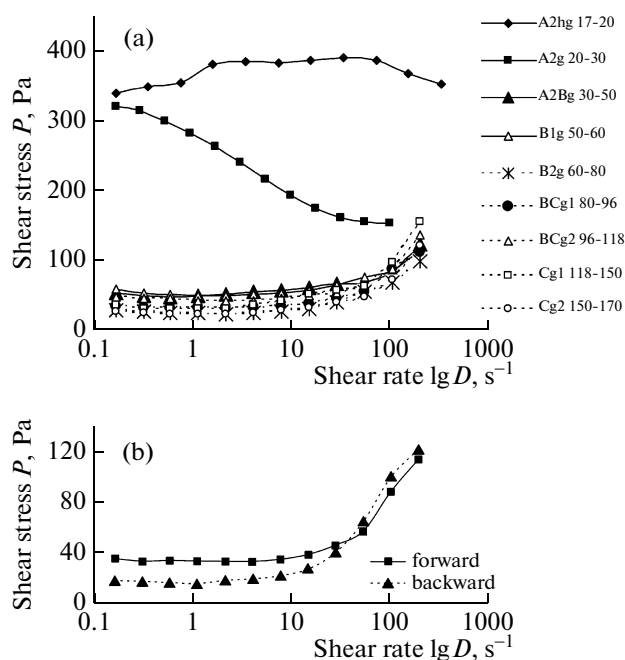 (a)
Shear stress P, Pa
400
300
200
100
0
0.1 1 10 100 1000
Shear rate lg D, s⁻¹
A2hg 17-20
A2g 20-30
A2Bg 30-50
B1g 50-60
B2g 60-80
BCg1 80-96
BCg2 96-118
Cg1 118-150
Cg2 150-170
(b)
Shear stress P, Pa
120
80
40
0
forward
backward
0.1 1 10 100 1000
Shear rate lg D, s⁻¹